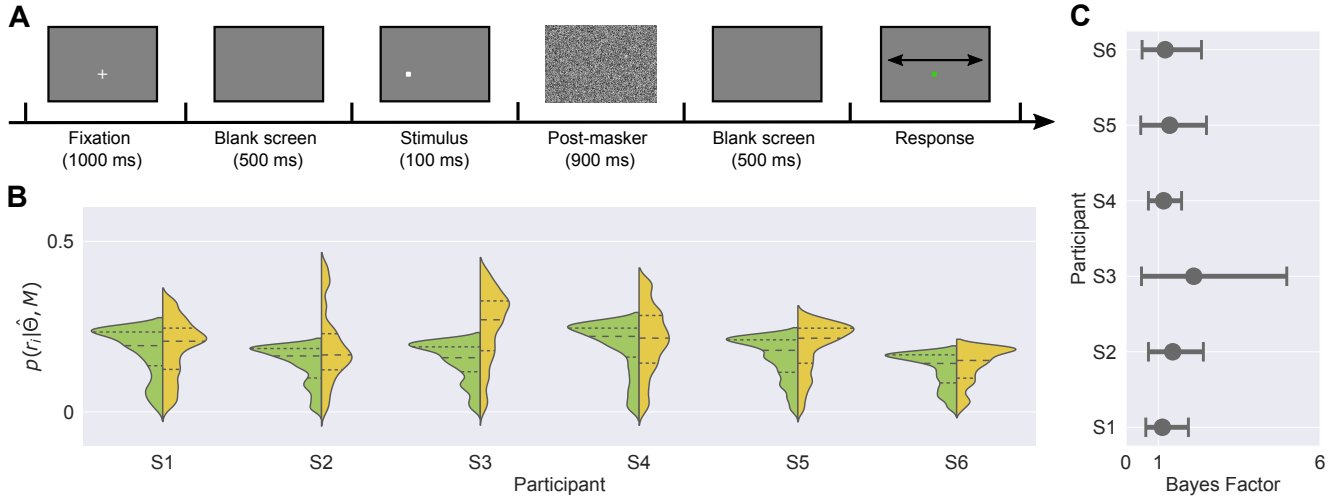 A
Fixation
(1000 ms)
Blank screen
(500 ms)
Stimulus
(100 ms)
Post-masker
(900 ms)
Blank screen
(500 ms)
Response
B
0.5
0
p(rᵢ|Θ̂, M)
S1 S2 S3 S4 S5 S6
Participant
C
S6
S5
S4
S3
S2
S1
Participant
0 1 6
Bayes Factor